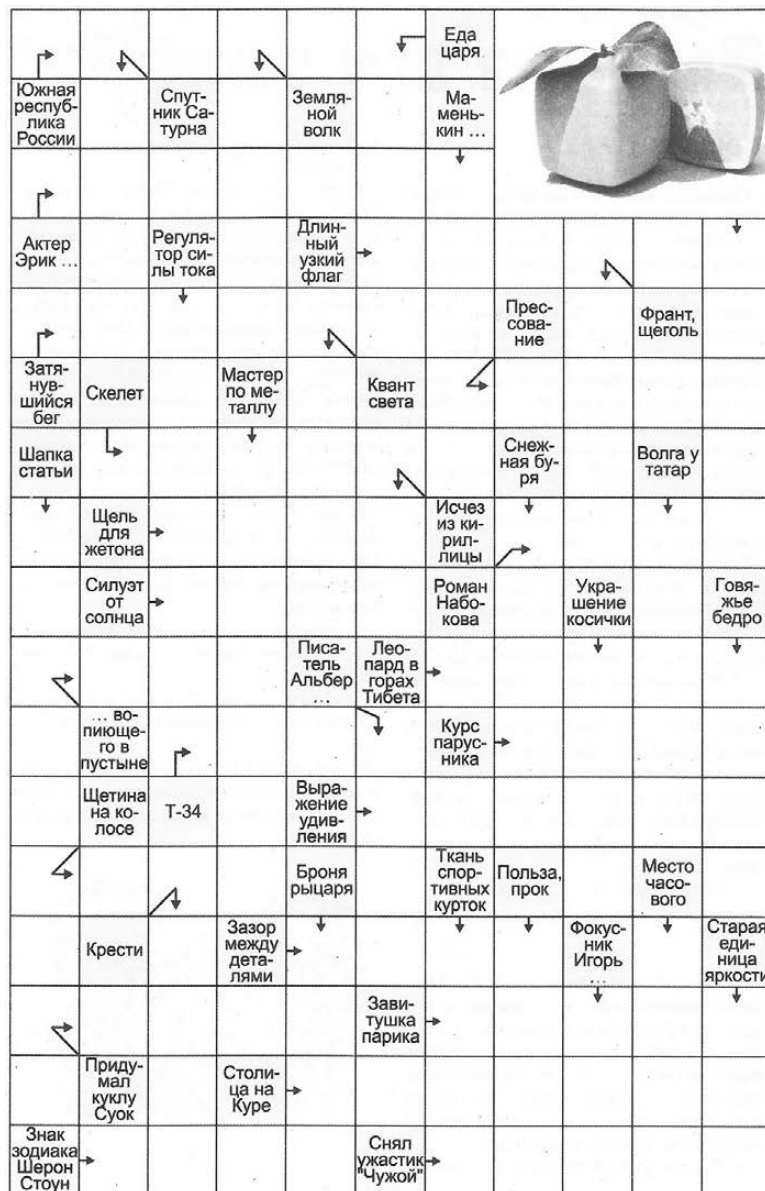 Еда
царя
Южная
респуб-
лика
России
Спут-
ник Са-
турна
Земля-
ной
волк
Ма-
мень-
кин ...
Актер
Эрик ...
Регуля-
тор си-
лы тока
Длин-
ный
узкий
флаг
Прес-
сова-
ние
Франт,
щеголь
Затя-
нув-
шийся
бег
Скелет
Мастер
по ме-
таллу
Квант
света
Шапка
статьи
Снеж-
ная бу-
ря
Волга у
татар
Щель
для
жетона
Исчез
из ки-
рил-
лицы
Силуэт
от
солнца
Роман
Набо-
кова
Укра-
шение
косички
Говя-
жье
бедро
Писа-
тель
Альбер
...
Лео-
пард в
горах
Тибета
... во-
пиюще-
го в
пустыне
Курс
парус-
ника
Щетина
на ко-
лосе
Т-34
Выра-
жение
удив-
ления
Броня
рыцаря
Ткань
спор-
тивных
курток
Польза,
прок
Место
часо-
вого
Крести
Зазор
между
дета-
лями
Фокус-
ник
Игорь
...
Старая
еди-
ница
яркости
Зави-
тушка
парика
Приду-
мал
куклу
Суок
Столи-
ца на
Куре
Знак
зодиака
Шерон
Стоун
Снял
ужастик
"Чужой"